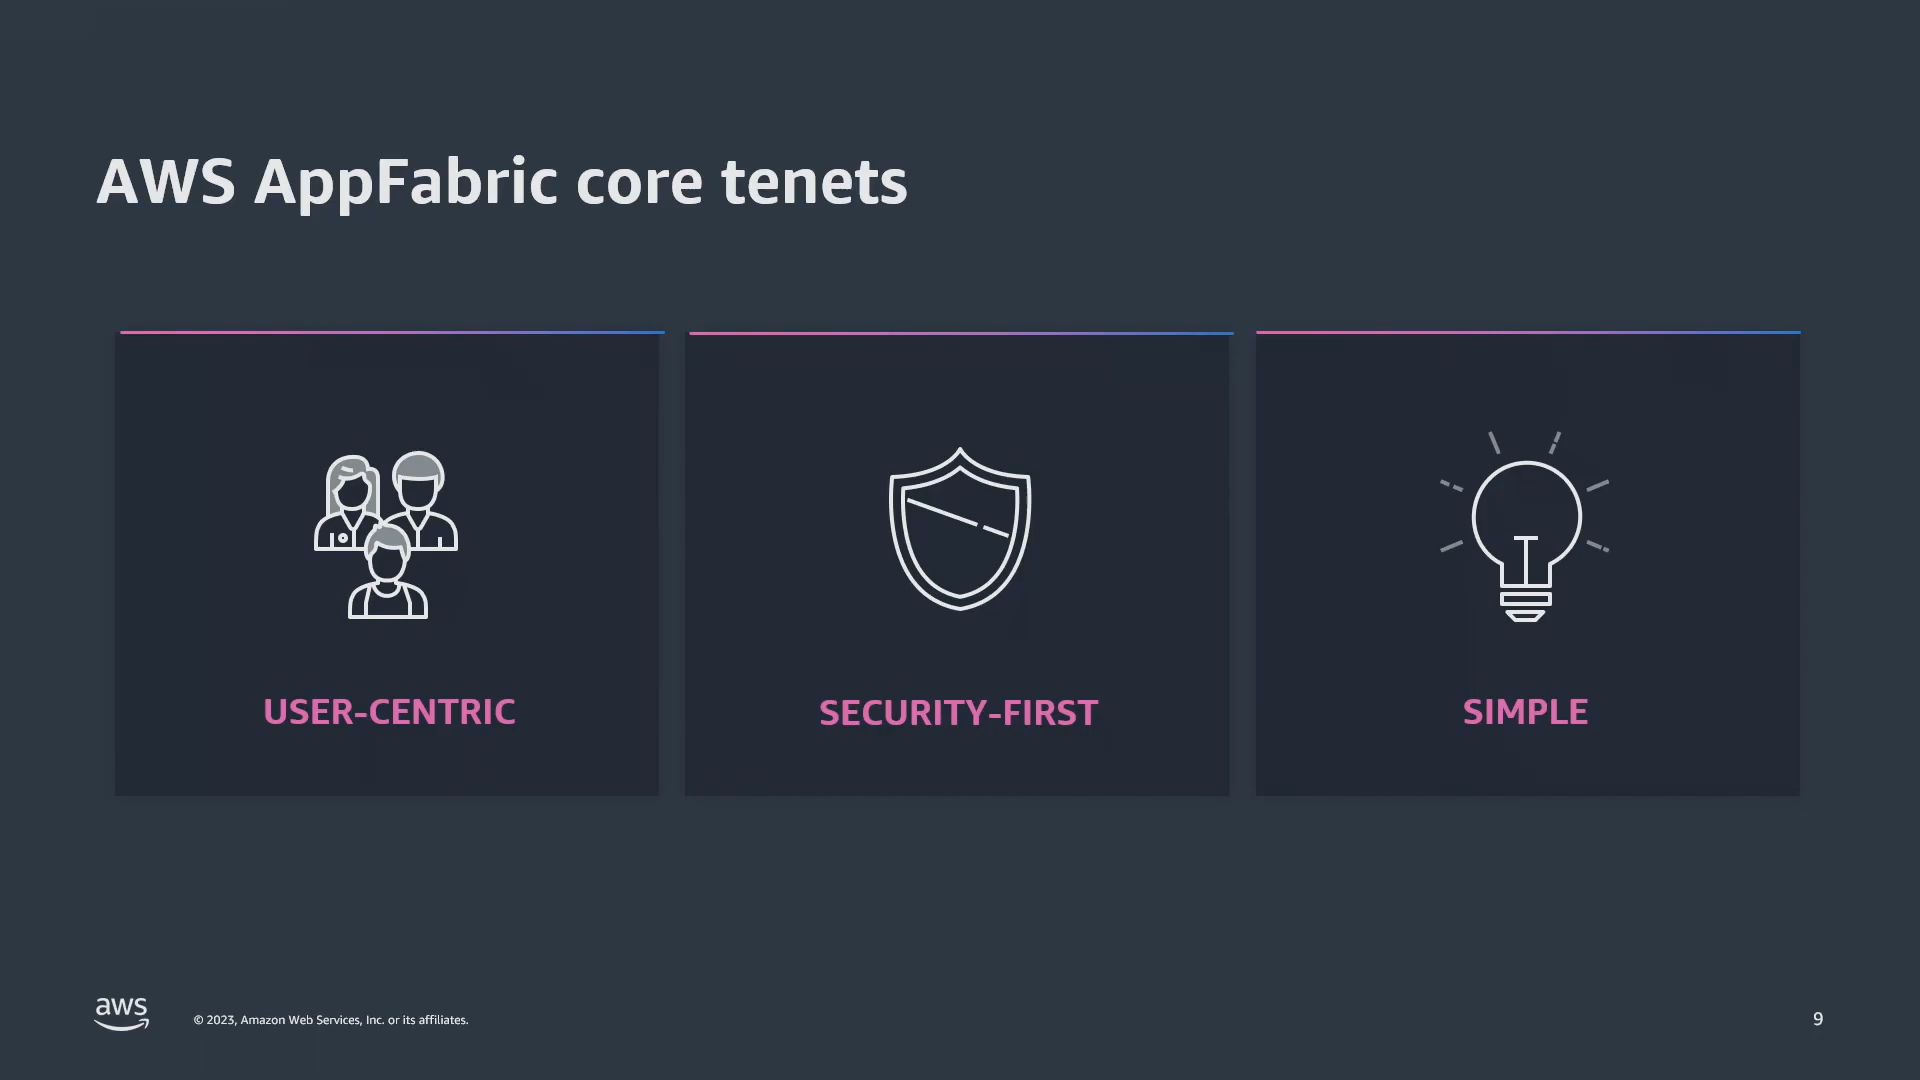 AWS AppFabric core tenets
USER-CENTRIC
SECURITY-FIRST
SIMPLE
aws
© 2023, Amazon Web Services, Inc. or its affiliates.
9